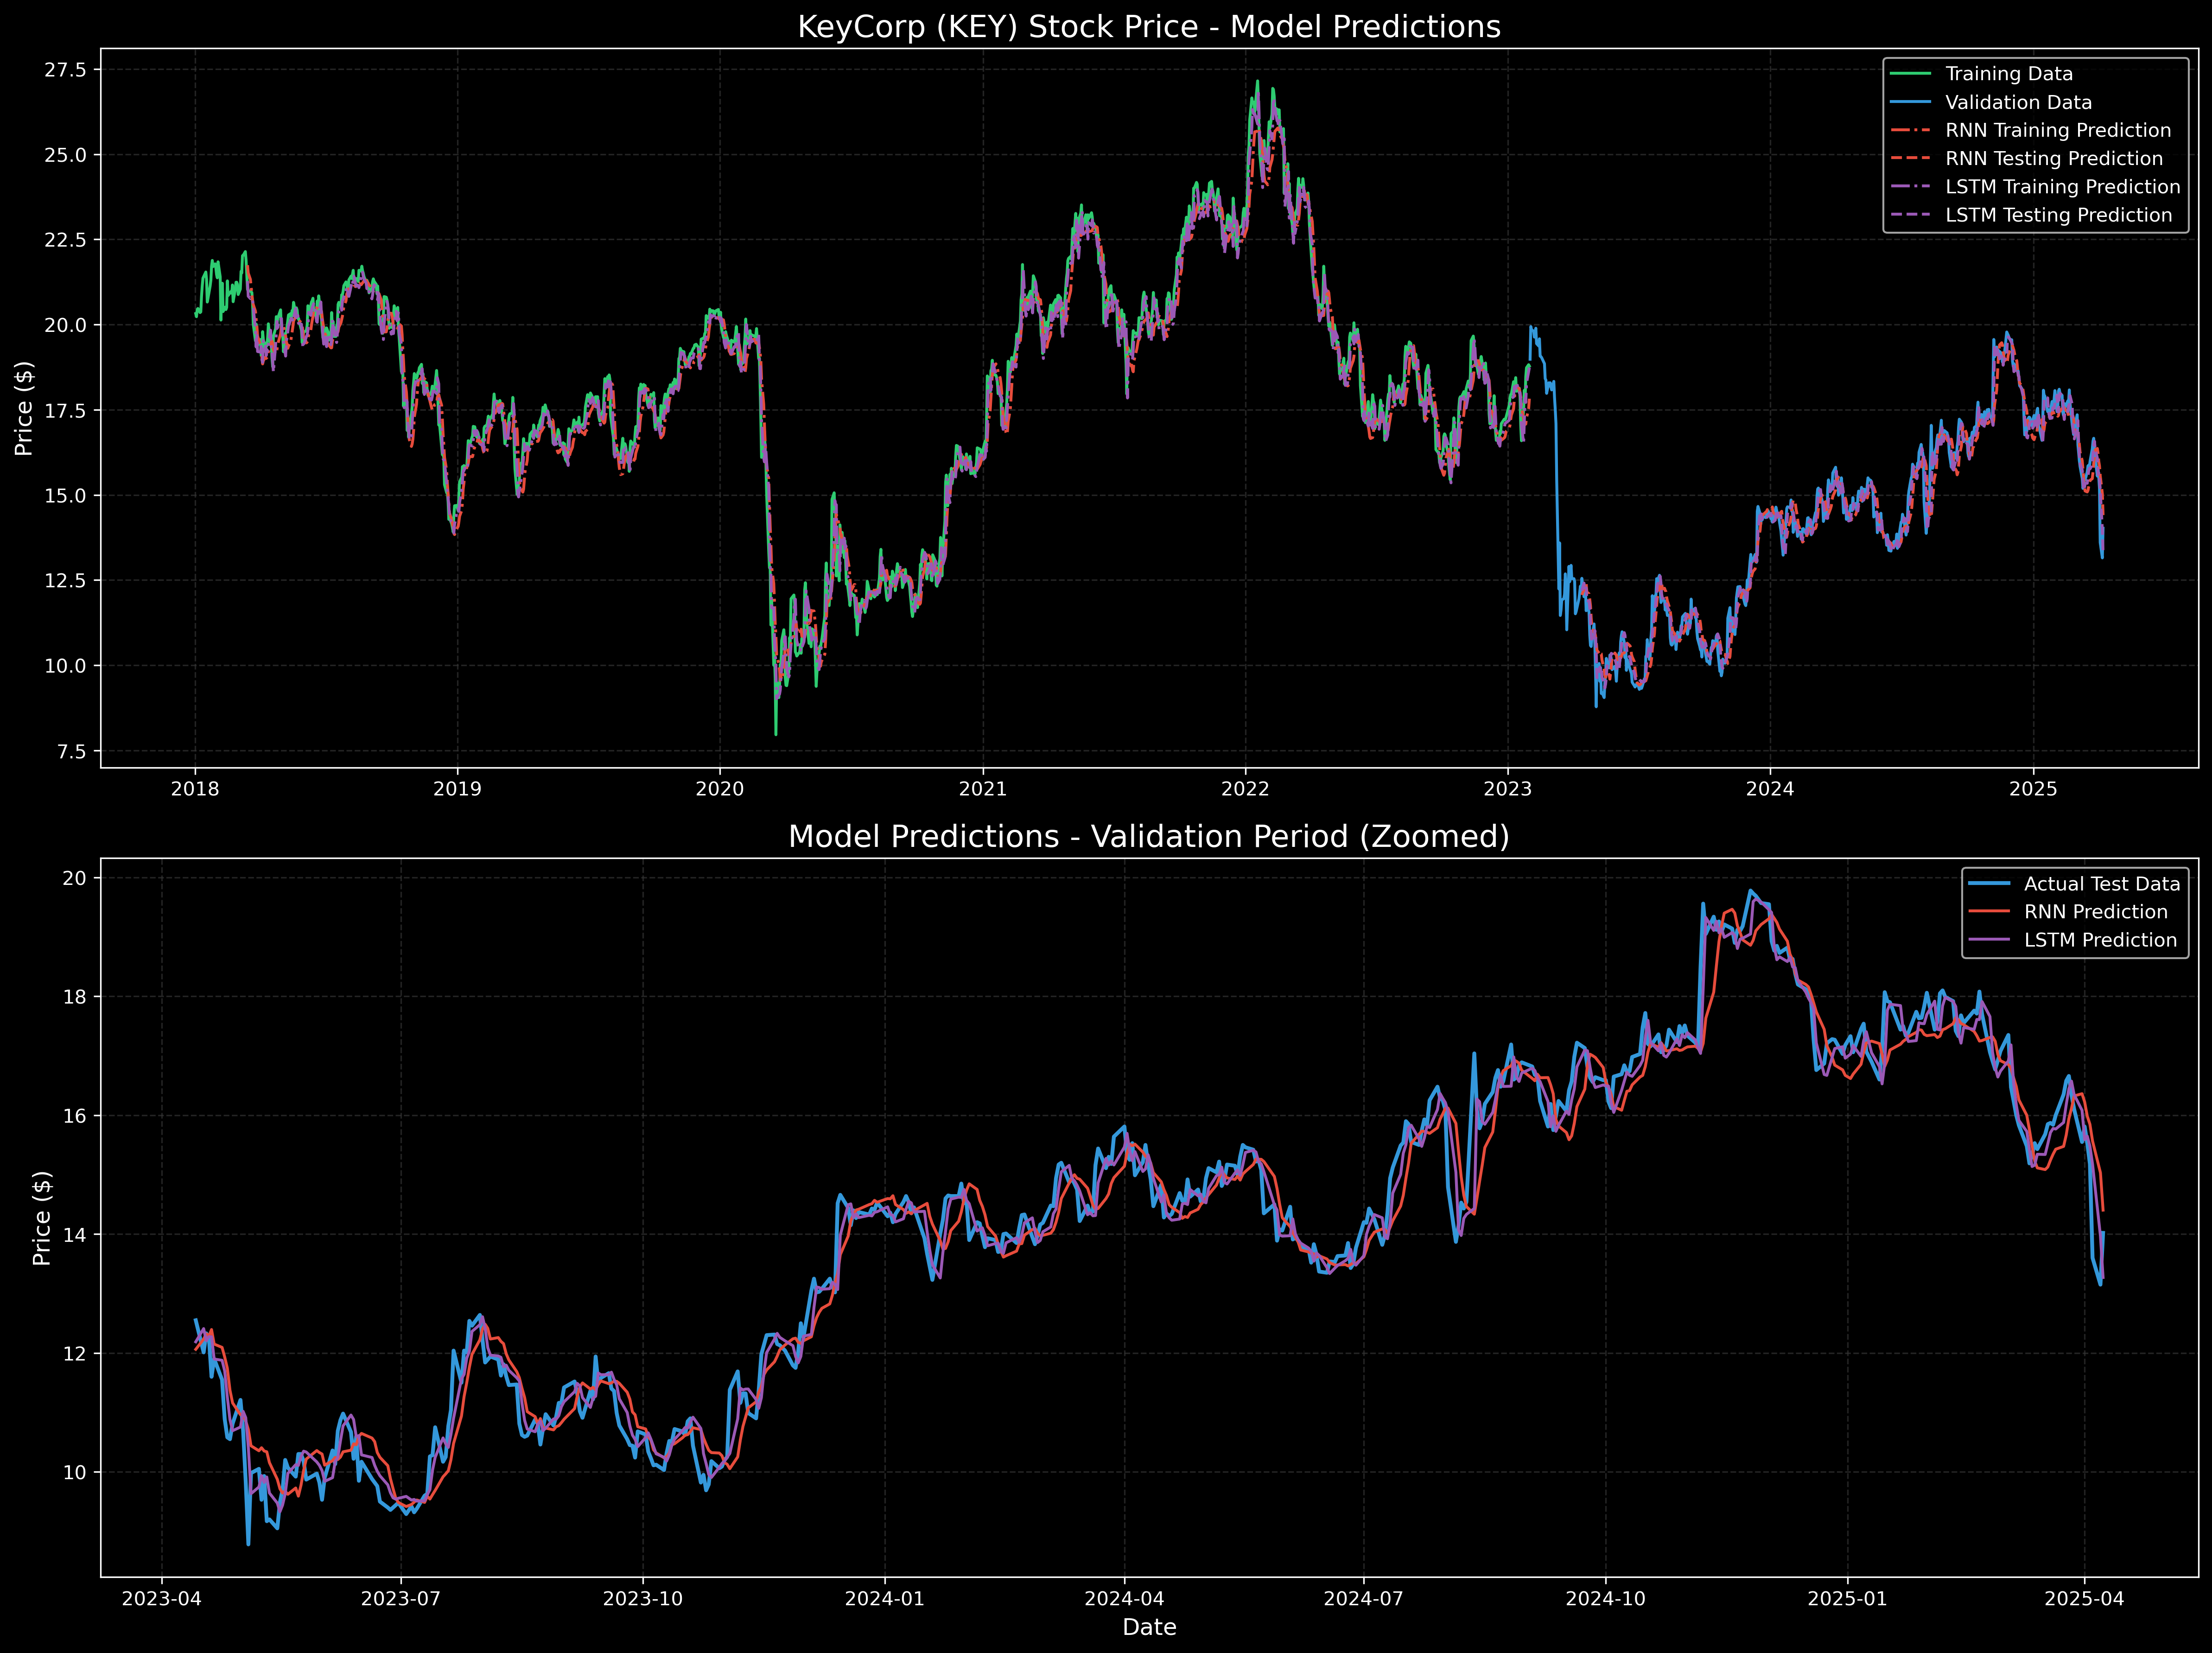 KeyCorp (KEY) Stock Price - Model Predictions
27.5
25.0
22.5
20.0
17.5
15.0
12.5
10.0
7.5
Price ($)
Training Data
Validation Data
RNN Training Prediction
RNN Testing Prediction
LSTM Training Prediction
LSTM Testing Prediction
2018 2019 2020 2021 2022 2023 2024 2025
Model Predictions - Validation Period (Zoomed)
20
18
16
14
12
10
Price ($)
Actual Test Data
RNN Prediction
LSTM Prediction
2023-04 2023-07 2023-10 2024-01 2024-04 2024-07 2024-10 2025-01 2025-04
Date